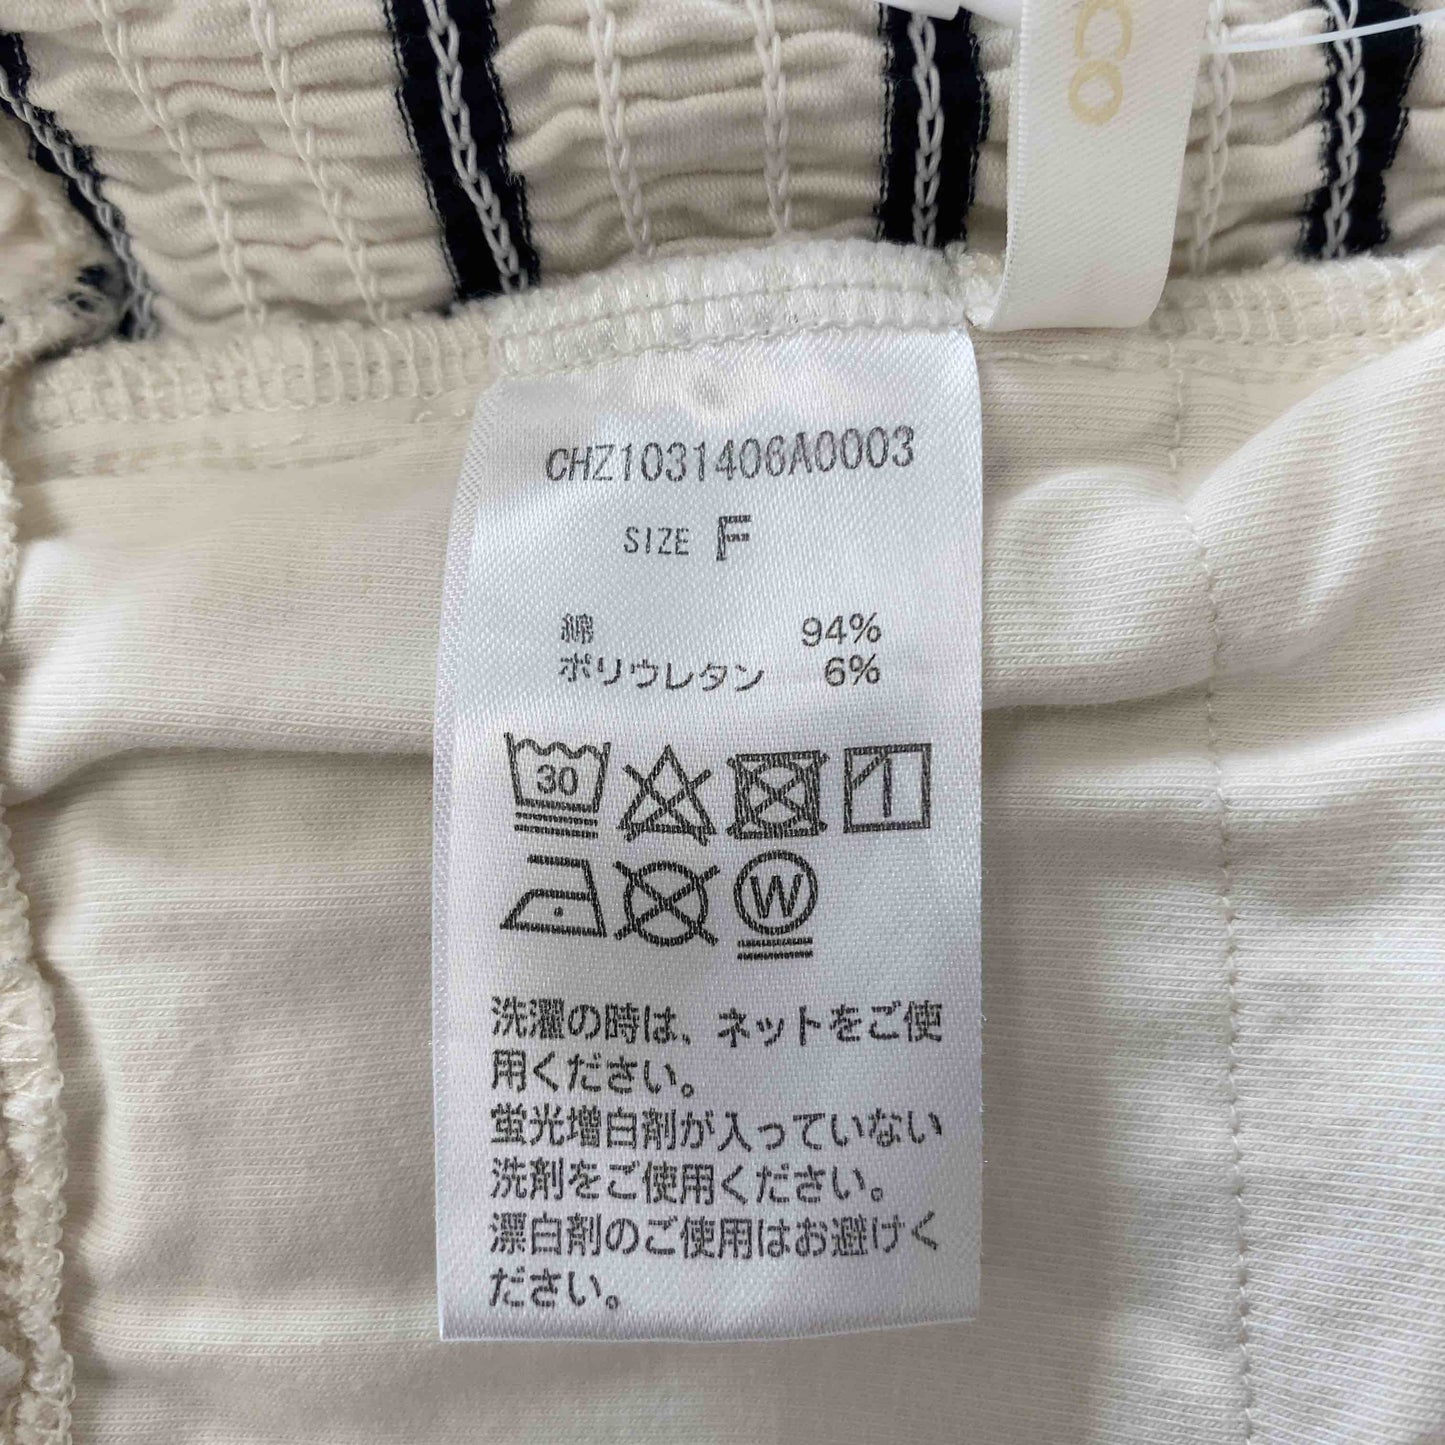 CO
CHZ1031406A0003
SIZE F
綿 94%
ポリウレタン 6%
30
W
洗濯の時は、ネットをご使
用ください。
蛍光増白剤が入っていない
洗剤をご使用ください。
漂白剤のご使用はお避けく
ださい。